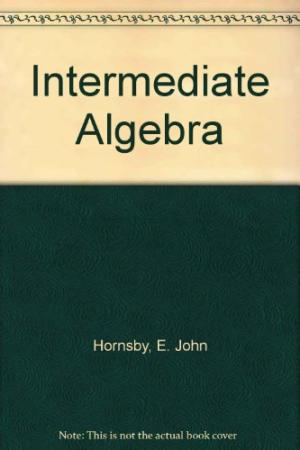 Intermediate
Algebra
Hornsby, E. John
Note: This is not the actual book cover